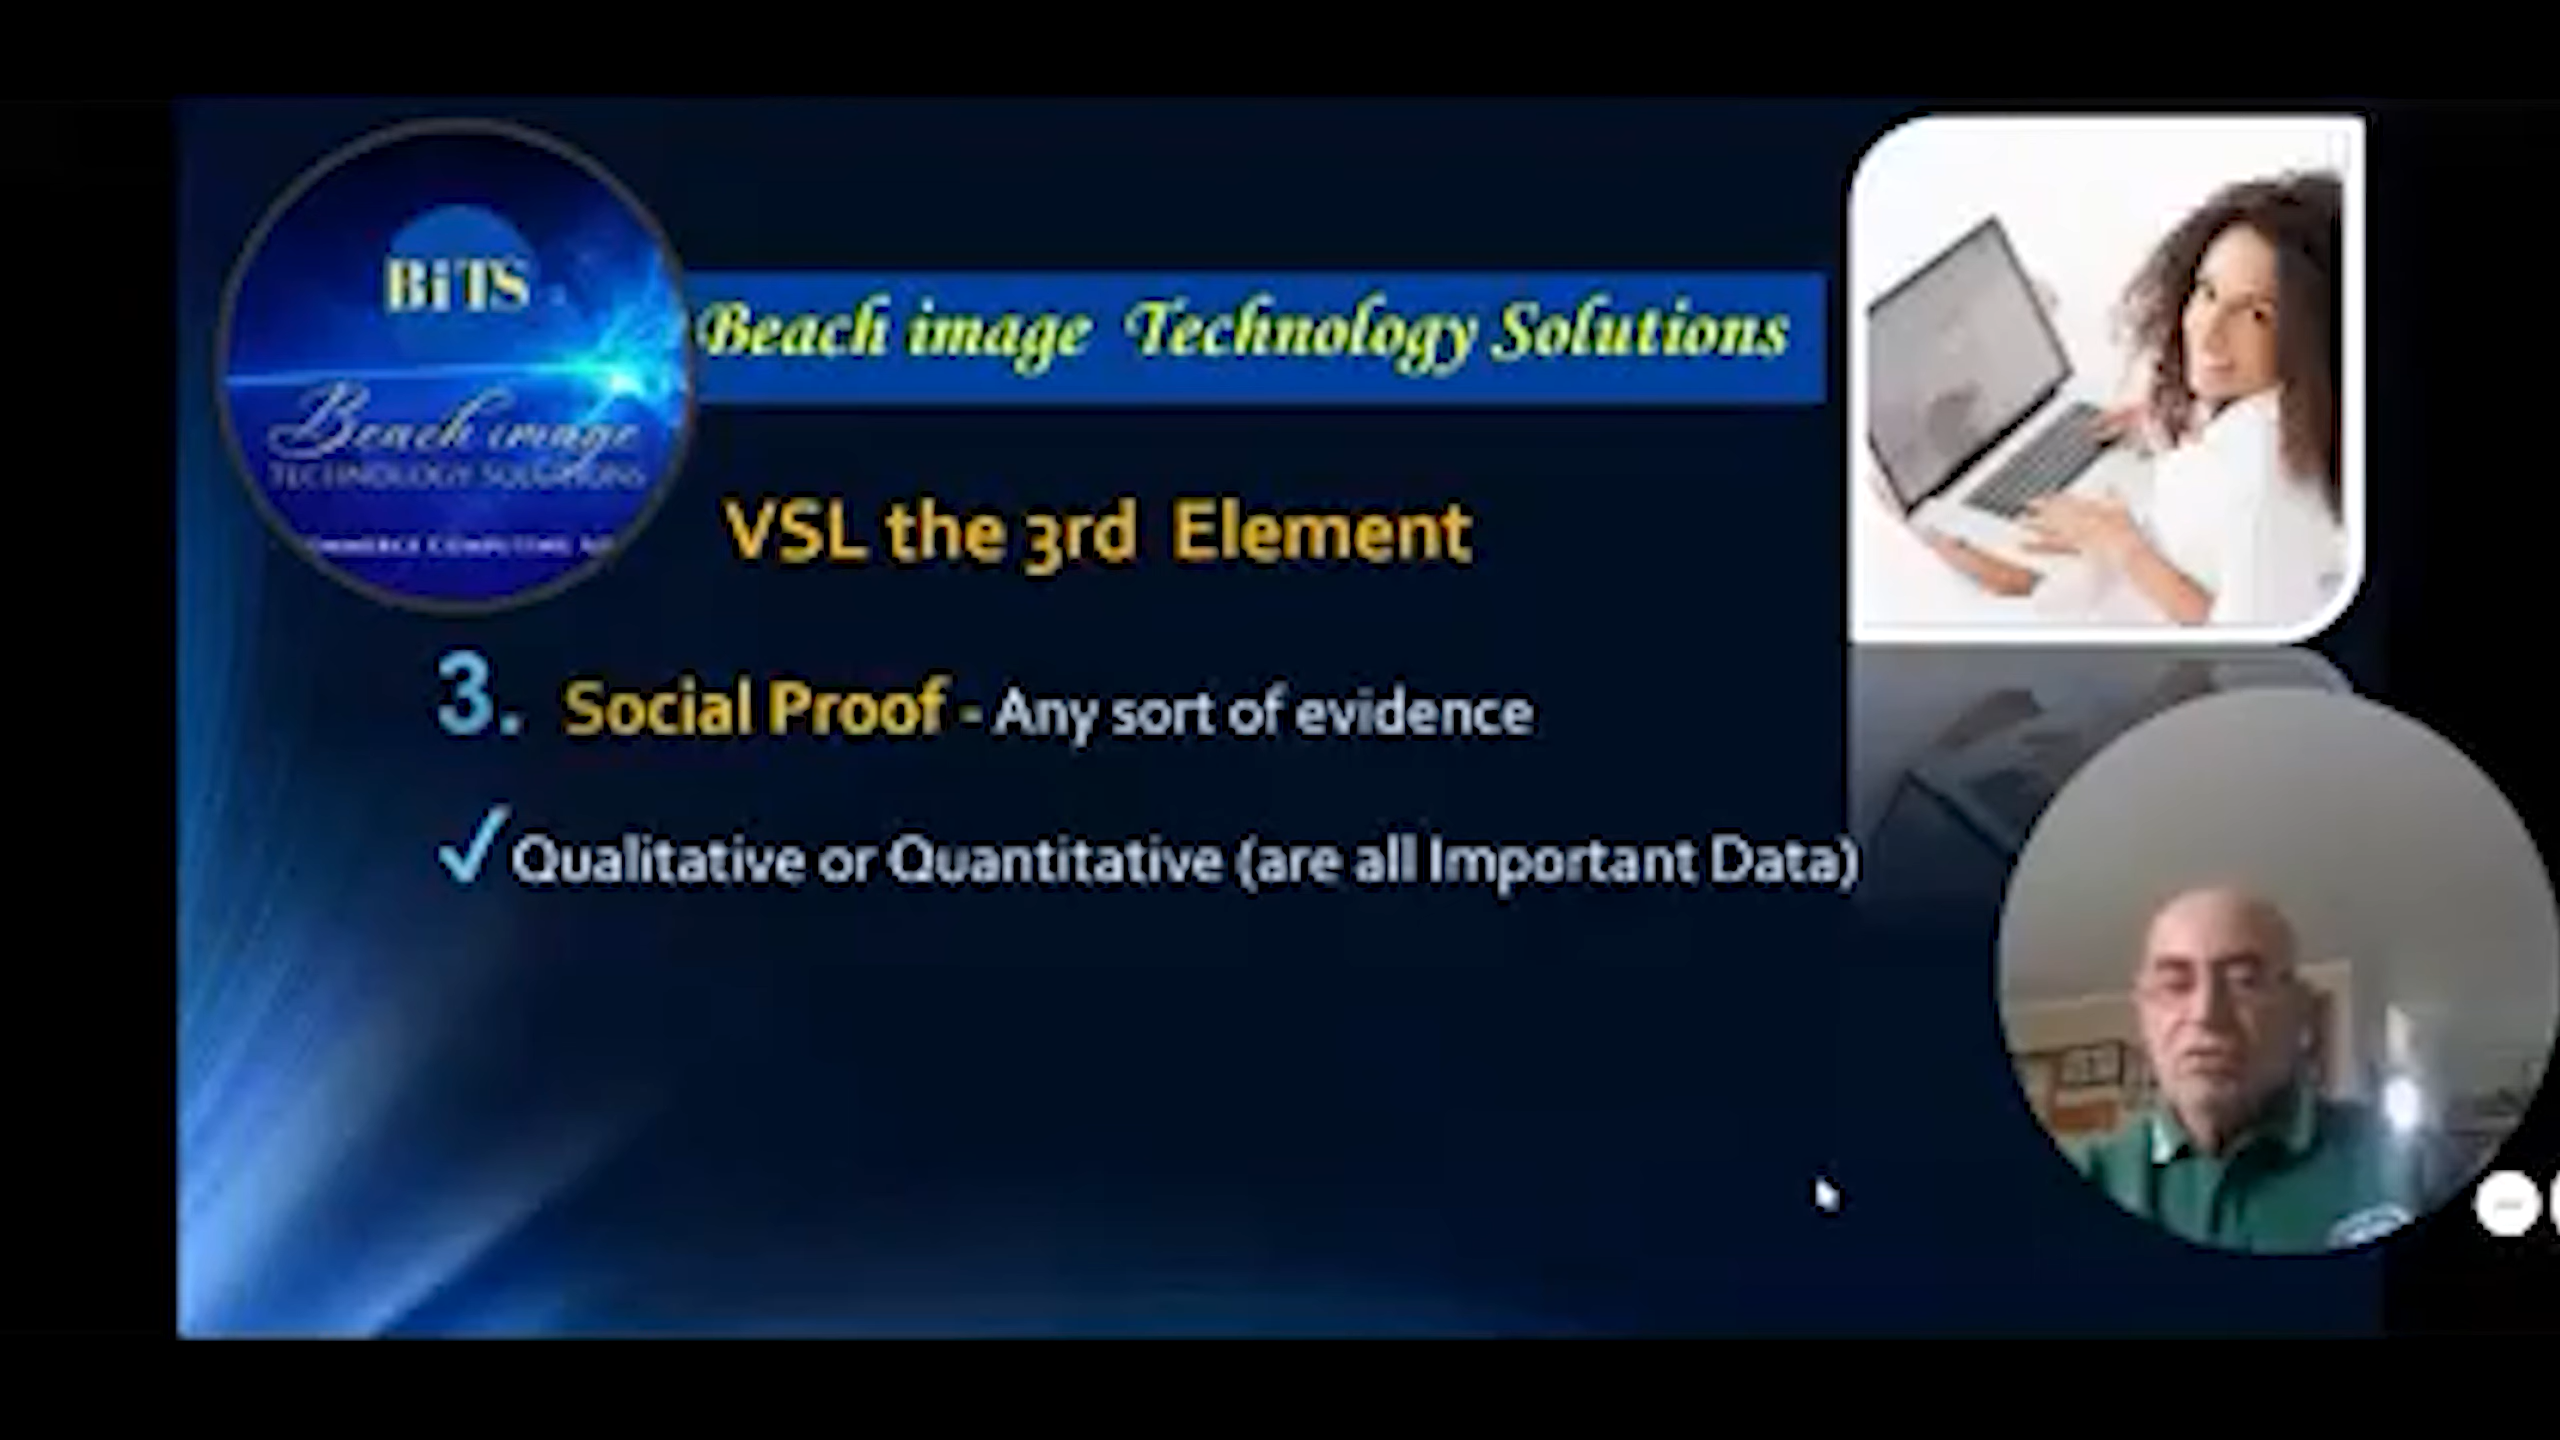 BiTS
Beach image
TECHNOLOGY SOLUTIONS
Beach image Technology Solutions
VSL the 3rd Element
3. Social Proof - Any sort of evidence
✓ Qualitative or Quantitative (are all Important Data)